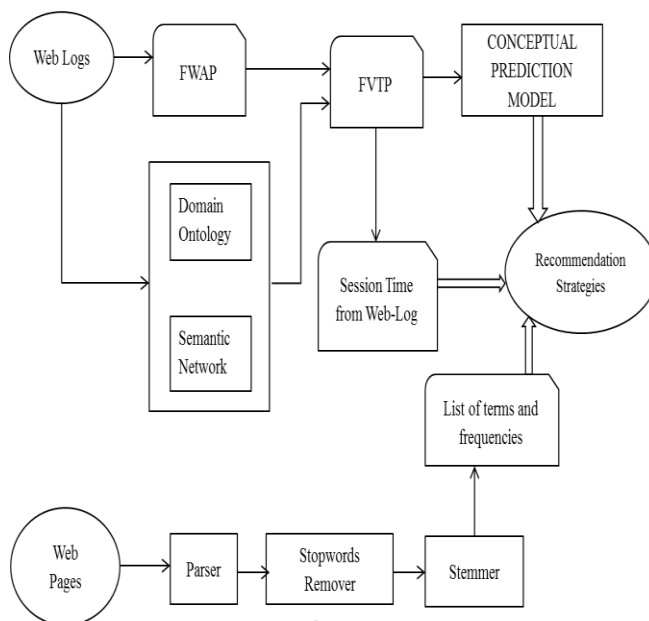 Web Logs
FWAP
FVTP
CONCEPTUAL
PREDICTION
MODEL
Domain
Ontology
Semantic
Network
Session Time
from Web-Log
Recommendation
Strategies
List of terms and
frequencies
Web
Pages
Parser
Stopwords
Remover
Stemmer